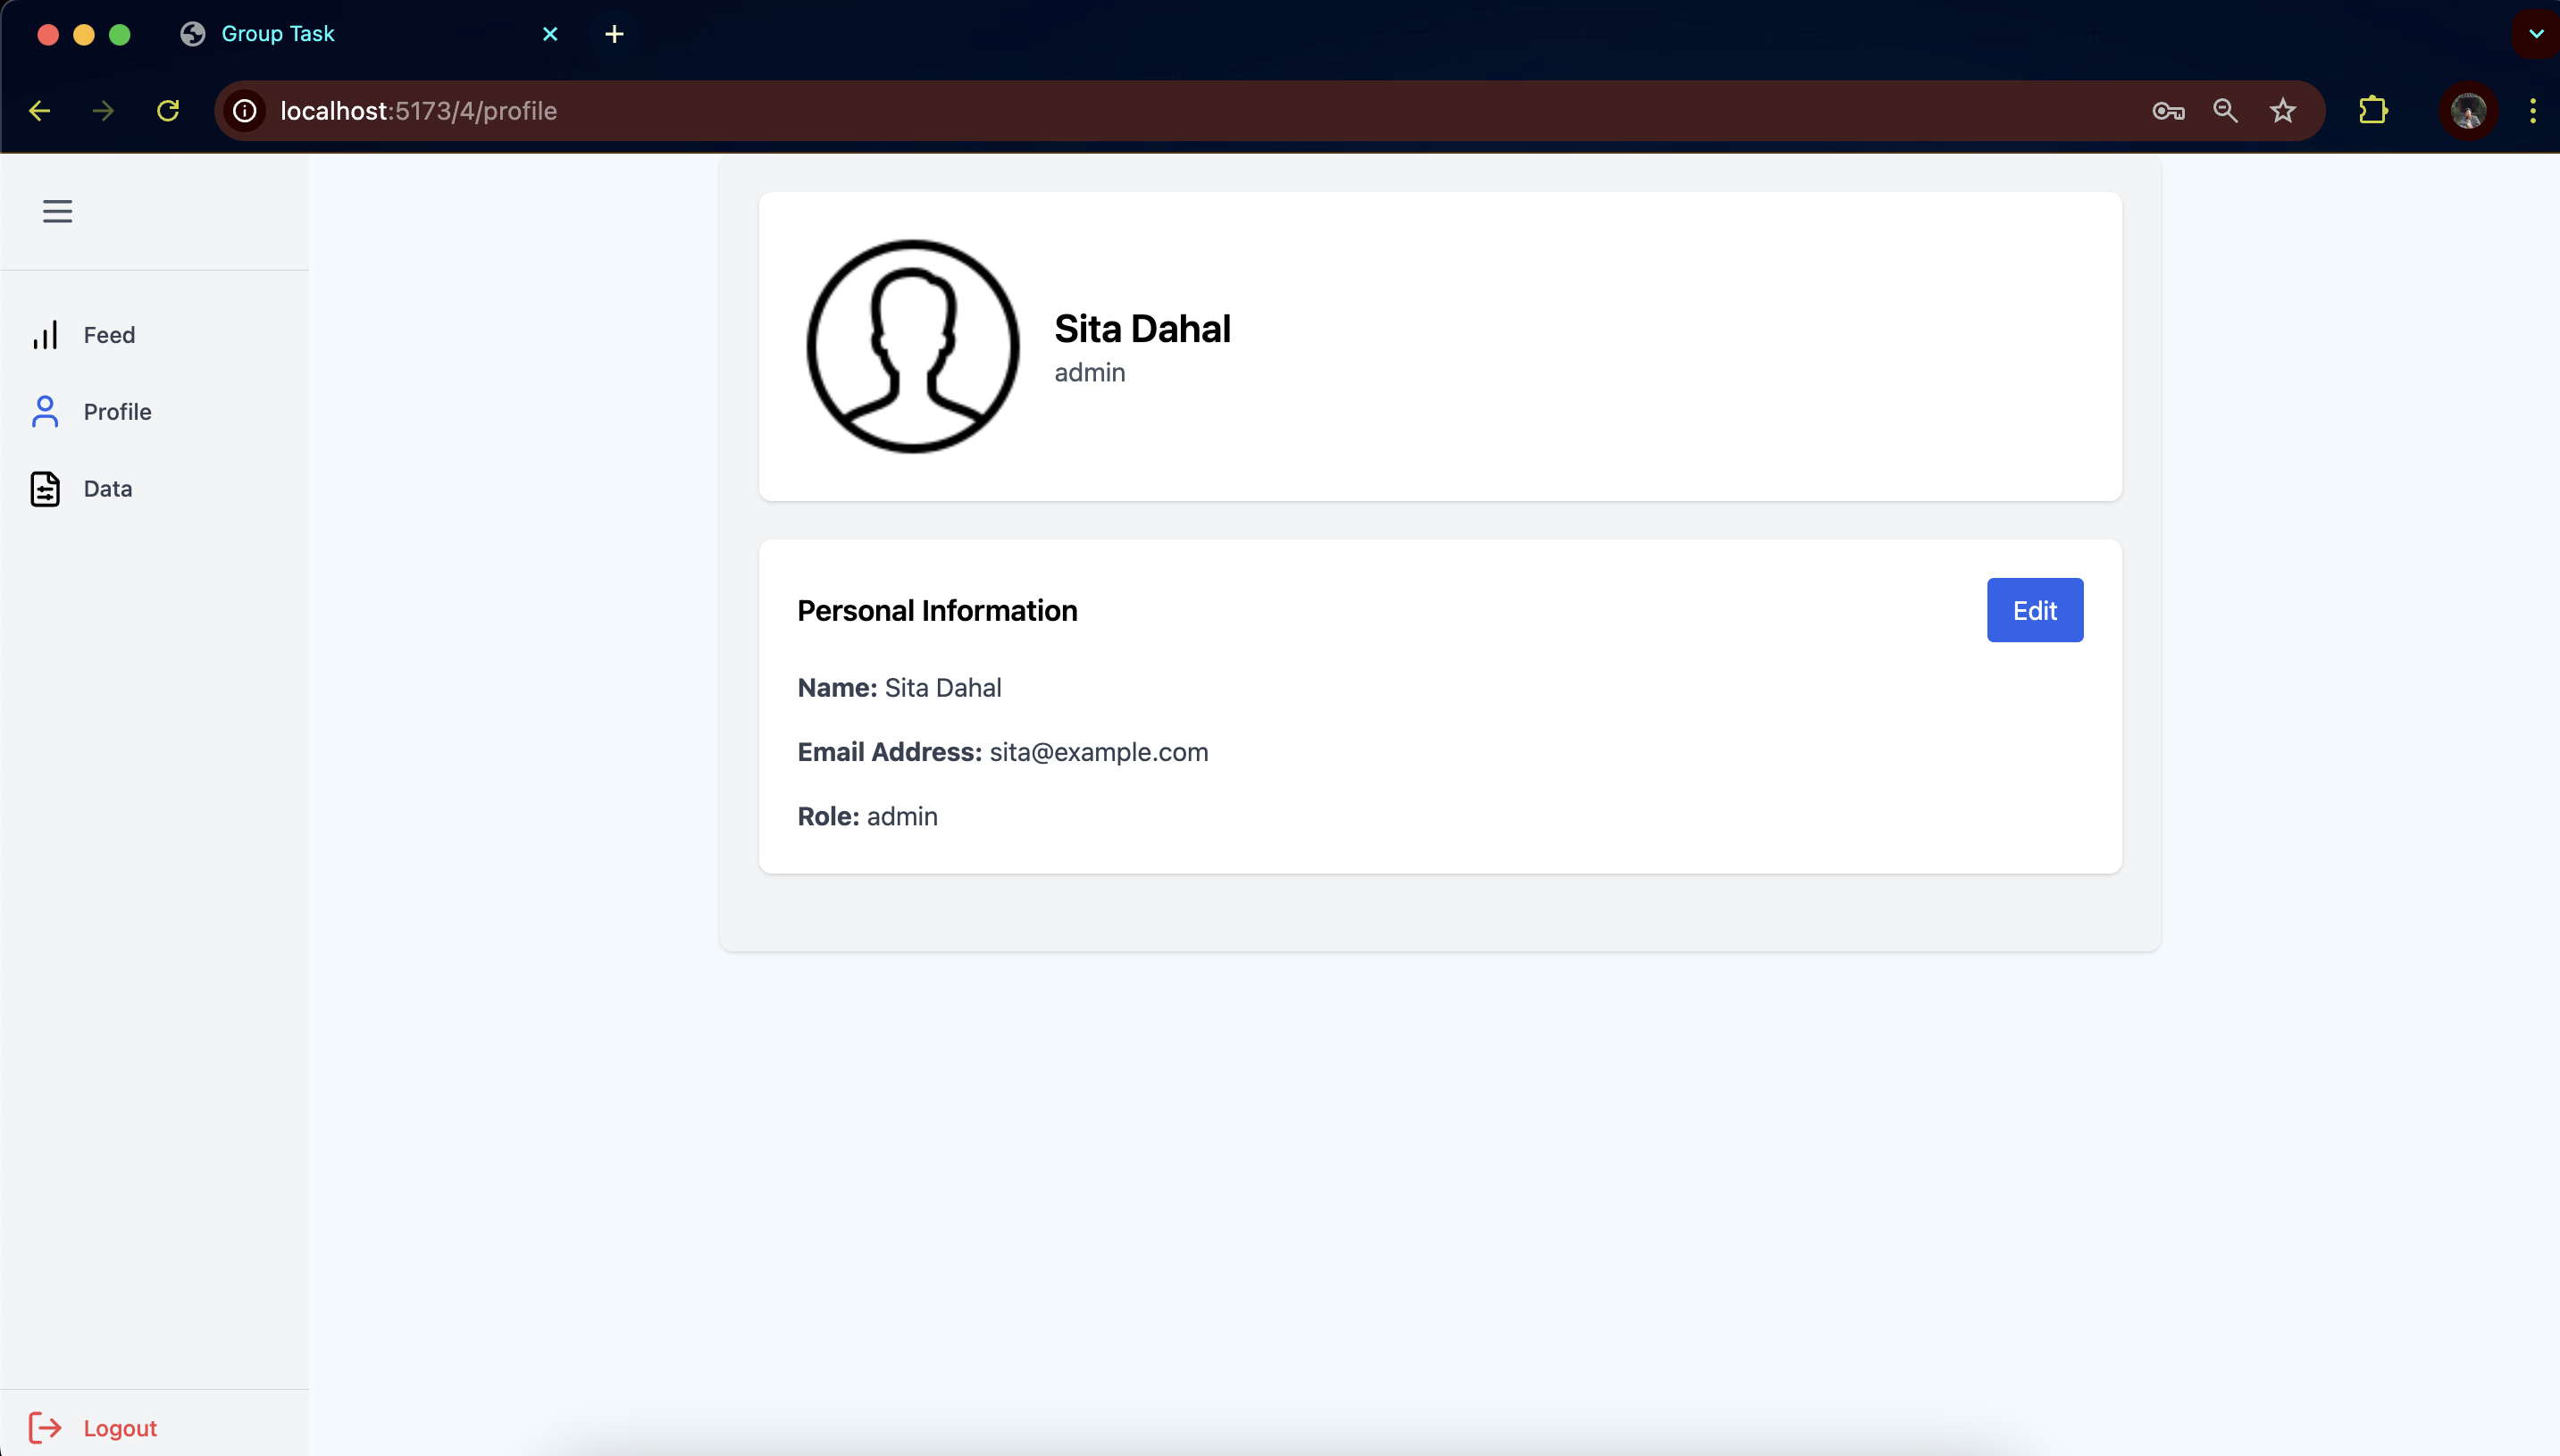 Group Task
localhost:5173/4/profile
Feed
Profile
Data
Sita Dahal
admin
Personal Information
Edit
Name: Sita Dahal
Email Address: sita@example.com
Role: admin
Logout